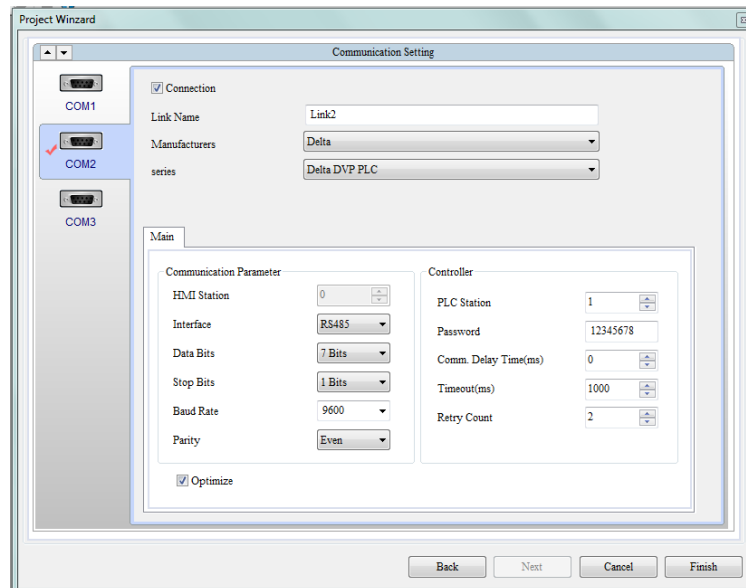 Project Winzard
Communication Setting
COM1
COM2
COM3
Connection
Link Name Link2
Manufacturers Delta
series Delta DVP PLC
Main
Communication Parameter
HMI Station 0
Interface RS485
Data Bits 7 Bits
Stop Bits 1 Bits
Baud Rate 9600
Parity Even
Optimize
Controller
PLC Station 1
Password 12345678
Comm. Delay Time(ms) 0
Timeout(ms) 1000
Retry Count 2
Back Next Cancel Finish